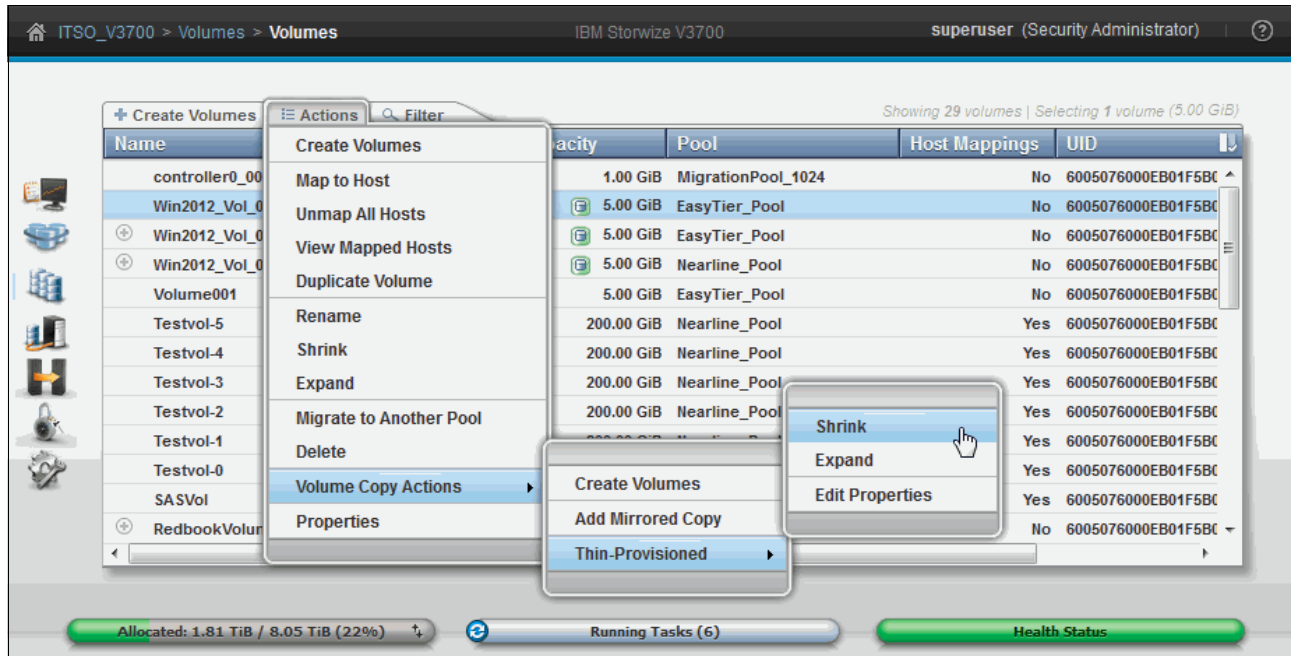 ITSO_V3700 > Volumes > Volumes
IBM Storwize V3700
superuser (Security Administrator)
?
Create Volumes
Actions
Filter
Showing 29 volumes | Selecting 1 volume (5.00 GiB)
Name acity Pool Host Mappings UID
controller0_00 1.00 GiB MigrationPool_1024 No 6005076000EB01F5B0
Win2012_Vol_0 5.00 GiB EasyTier_Pool No 6005076000EB01F5B0
Win2012_Vol_0 5.00 GiB EasyTier_Pool No 6005076000EB01F5B0
Win2012_Vol_0 5.00 GiB Nearline_Pool No 6005076000EB01F5B0
Volume001 5.00 GiB EasyTier_Pool No 6005076000EB01F5B0
Testvol-5 200.00 GiB Nearline_Pool Yes 6005076000EB01F5B0
Testvol-4 200.00 GiB Nearline_Pool Yes 6005076000EB01F5B0
Testvol-3 200.00 GiB Nearline_Pool Yes 6005076000EB01F5B0
Testvol-2 200.00 GiB Nearline_Pool Yes 6005076000EB01F5B0
Testvol-1 Yes 6005076000EB01F5B0
Testvol-0 Yes 6005076000EB01F5B0
SASVol Yes 6005076000EB01F5B0
RedbookVolun No 6005076000EB01F5B0
Create Volumes
Map to Host
Unmap All Hosts
View Mapped Hosts
Duplicate Volume
Rename
Shrink
Expand
Migrate to Another Pool
Delete
Volume Copy Actions
Properties
Create Volumes
Add Mirrored Copy
Thin-Provisioned
Shrink
Expand
Edit Properties
Allocated: 1.81 TiB / 8.05 TiB (22%)
Running Tasks (6)
Health Status